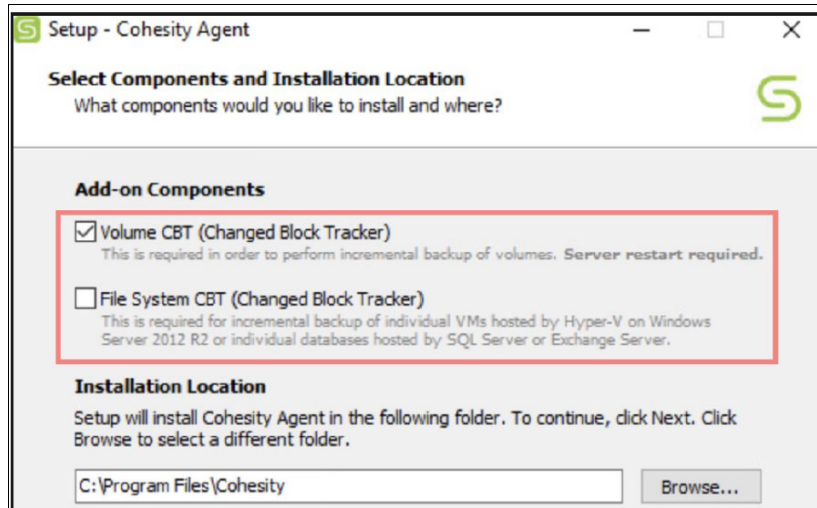 Setup - Cohesity Agent
Select Components and Installation Location
What components would you like to install and where?
Add-on Components
Volume CBT (Changed Block Tracker)
This is required in order to perform incremental backup of volumes. Server restart required.
File System CBT (Changed Block Tracker)
This is required for incremental backup of individual VMs hosted by Hyper-V on Windows
Server 2012 R2 or individual databases hosted by SQL Server or Exchange Server.
Installation Location
Setup will install Cohesity Agent in the following folder. To continue, click Next. Click
Browse to select a different folder.
C:\Program Files\Cohesity
Browse...